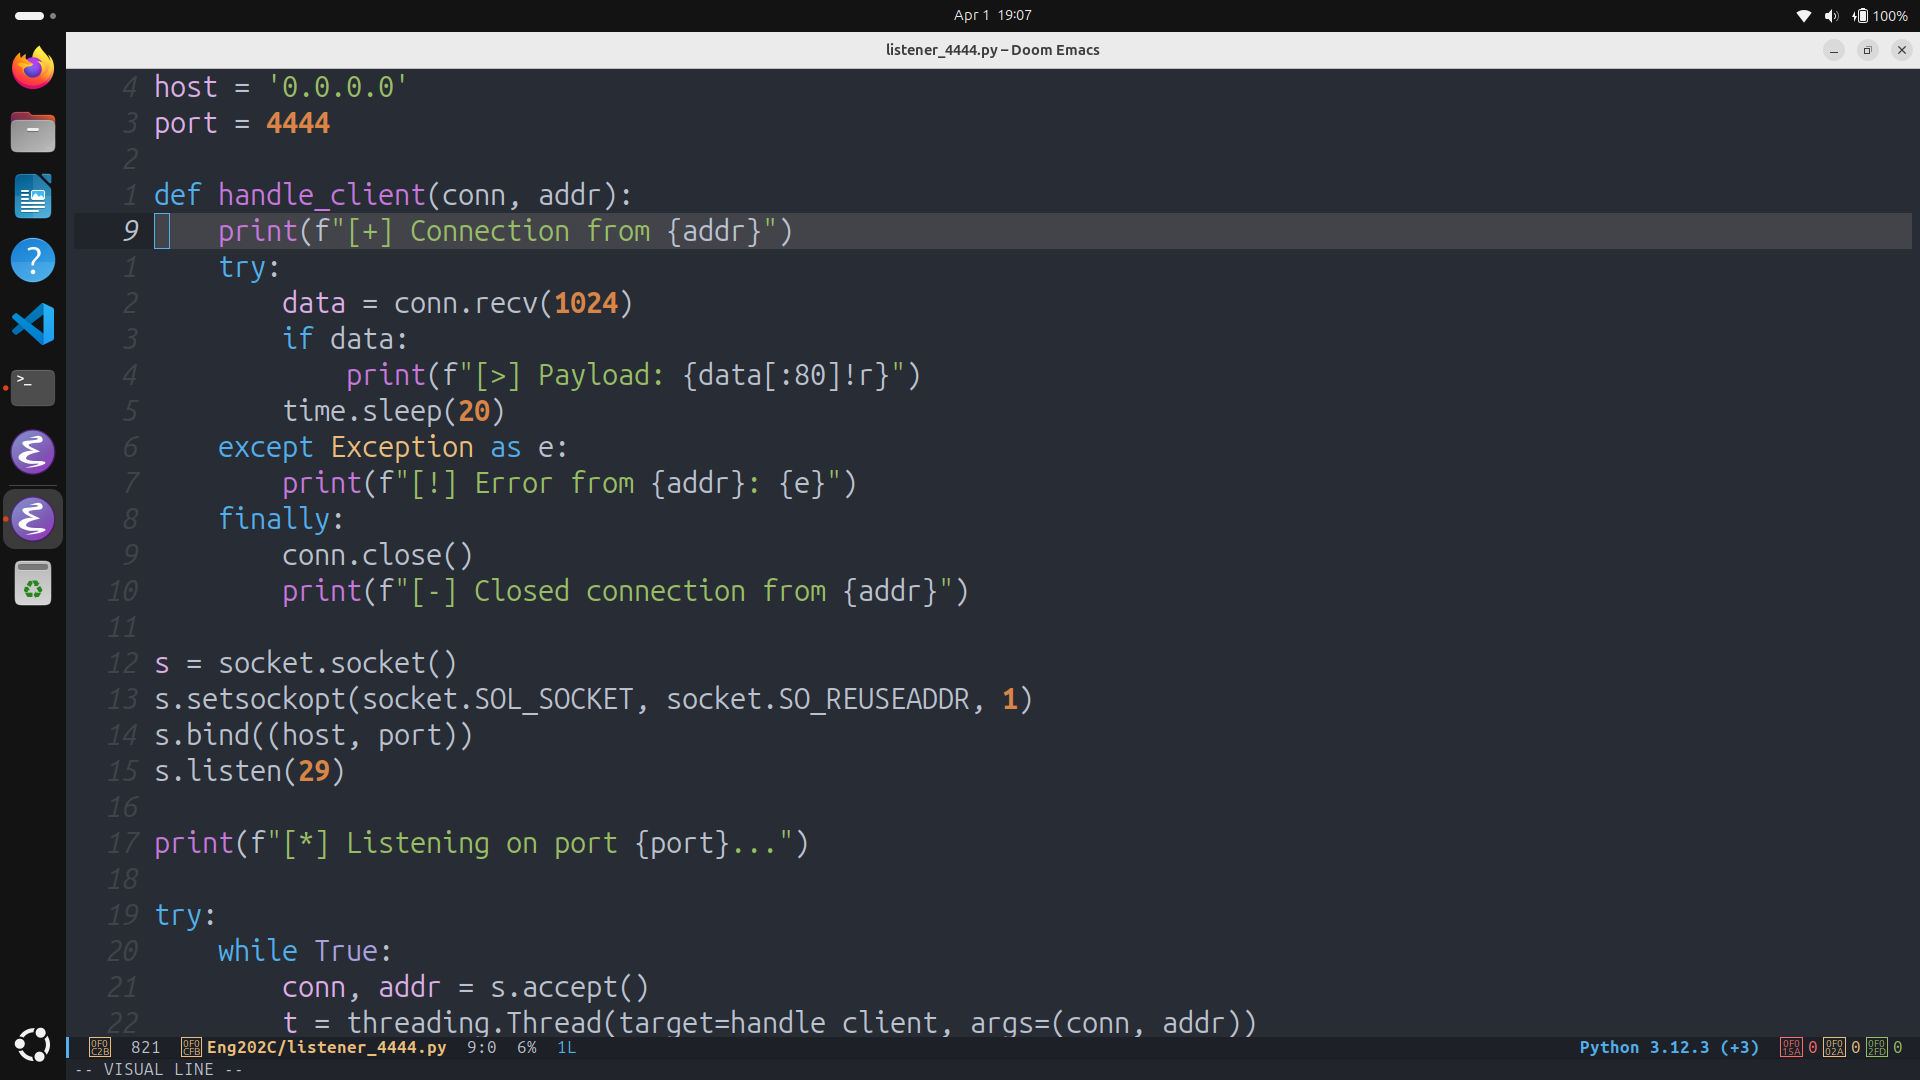 Apr 1 19:07
100%
listener_4444.py – Doom Emacs
4 host = '0.0.0.0'
3 port = 4444
2
1 def handle_client(conn, addr):
9     print(f"[+] Connection from {addr}")
1     try:
2         data = conn.recv(1024)
3         if data:
4             print(f"[>] Payload: {data[:80]!r}")
5         time.sleep(20)
6     except Exception as e:
7         print(f"[!] Error from {addr}: {e}")
8     finally:
9         conn.close()
10         print(f"[-] Closed connection from {addr}")
11
12 s = socket.socket()
13 s.setsockopt(socket.SOL_SOCKET, socket.SO_REUSEADDR, 1)
14 s.bind((host, port))
15 s.listen(29)
16
17 print(f"[*] Listening on port {port}...")
18
19 try:
20     while True:
21         conn, addr = s.accept()
22         t = threading.Thread(target=handle_client, args=(conn, addr))
0F0C2B 821 0F0CFB Eng202C/listener_4444.py 9:0 6% 1L Python 3.12.3 (+3) 0F015A 0 0F002A 0 0F02FD 0
-- VISUAL LINE --